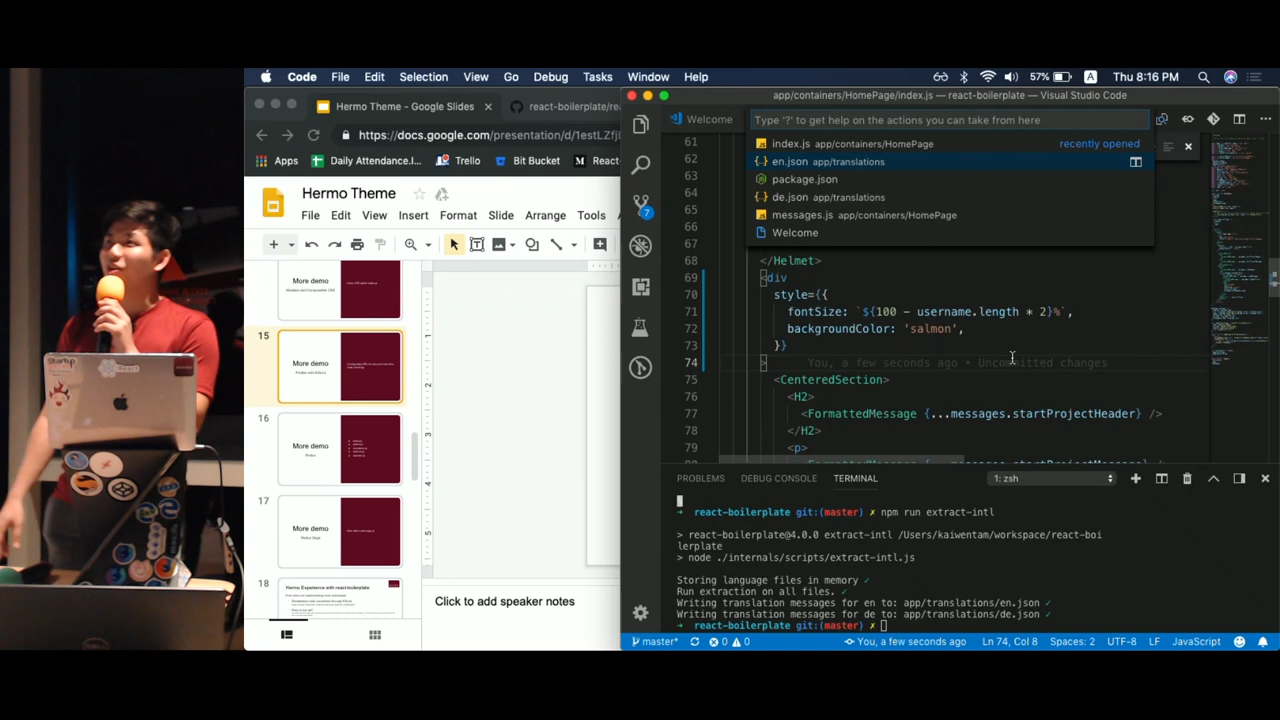 Code File Edit Selection View Go Debug Tasks Window Help
57% A Thu 8:16 PM
Hermo Theme - Google Slides
react-boilerplate/re
https://docs.google.com/presentation/d/1estLZfjl
Apps Daily Attendance.I... Trello Bit Bucket React
Hermo Theme
File Edit View Insert Format Slide Arrange Tools
More demo
15
More demo
16
More demo
17
More demo
18
Click to add speaker notes
app/containers/HomePage/index.js — react-boilerplate — Visual Studio Code
Welcome
Type '?' to get help on the actions you can take from here
index.js app/containers/HomePage recently opened
en.json app/translations
package.json
de.json app/translations
messages.js app/containers/HomePage
Welcome
61
62
63
64
65
66
67
68 </Helmet>
69 <div
70 style={{
71 fontSize: `${100 - username.length * 2}%`,
72 backgroundColor: 'salmon',
73 }}
74 > You, a few seconds ago • Uncommitted changes
75 <CenteredSection>
76 <H2>
77 <FormattedMessage {...messages.startProjectHeader} />
78 </H2>
79 <p>
7
PROBLEMS DEBUG CONSOLE TERMINAL 1: zsh
→ react-boilerplate git:(master) ✗ npm run extract-intl
> react-boilerplate@4.0.0 extract-intl /Users/kaiwentam/workspace/react-boi
lerplate
> node ./internals/scripts/extract-intl.js
Storing language files in memory ✓
Run extraction on all files. ✓
Writing translation messages for en to: app/translations/en.json ✓
Writing translation messages for de to: app/translations/de.json ✓
→ react-boilerplate git:(master) ✗
master* 0 0 You, a few seconds ago Ln 74, Col 8 Spaces: 2 UTF-8 LF JavaScript